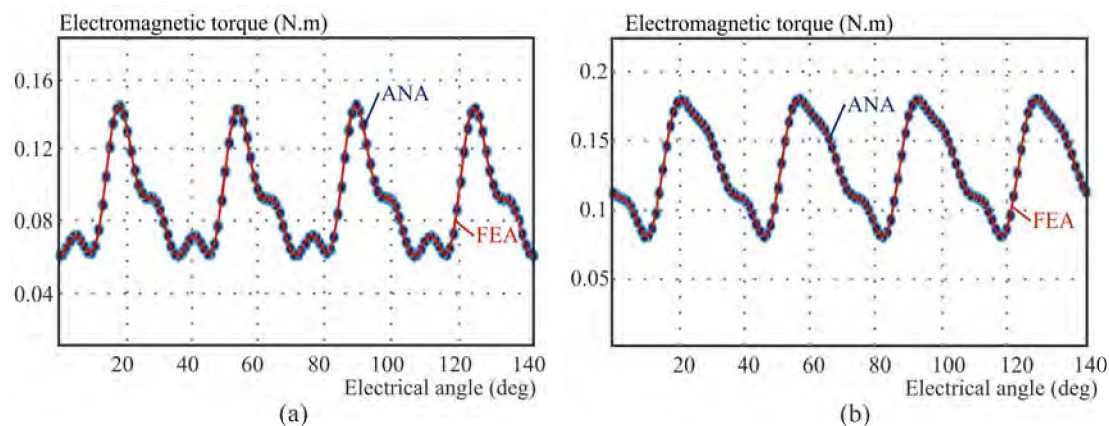 Electromagnetic torque (N.m)
0.16
0.12
0.08
0.04
ANA
FEA
20 40 60 80 100 120 140
Electrical angle (deg)
(a)
Electromagnetic torque (N.m)
0.2
0.15
0.1
0.05
ANA
FEA
20 40 60 80 100 120 140
Electrical angle (deg)
(b)